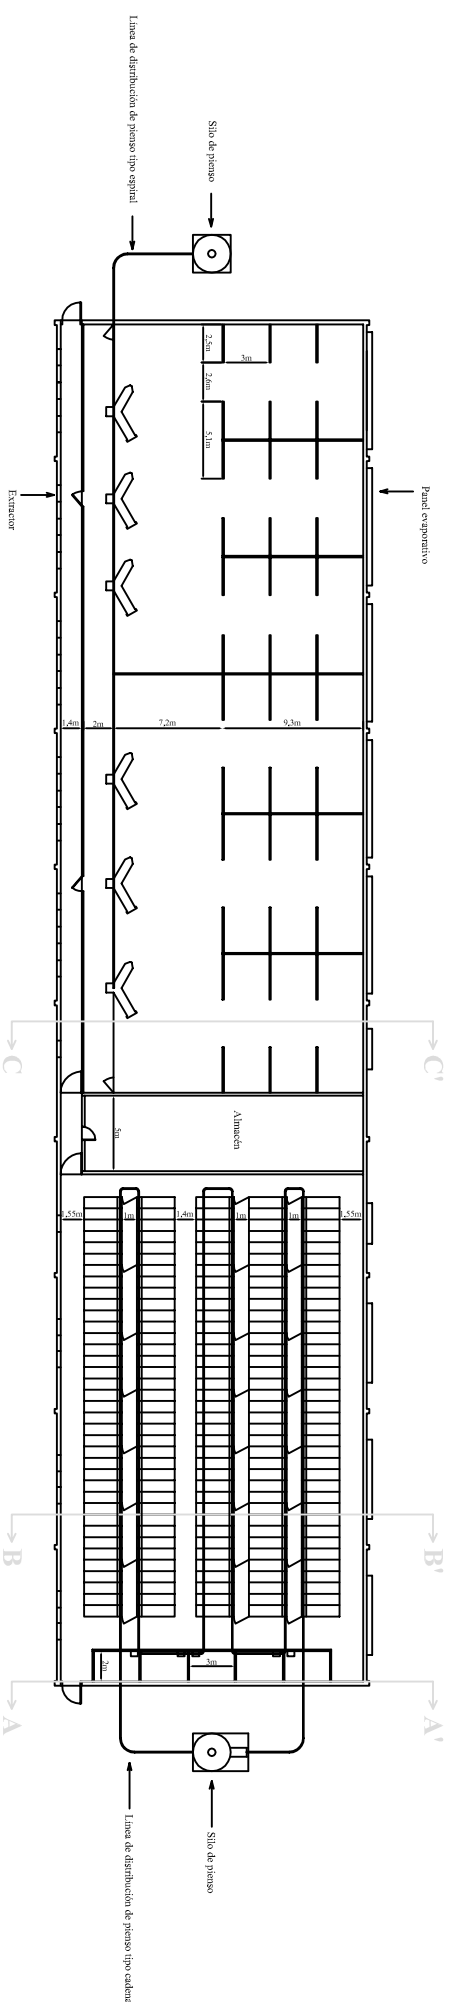 Línea de distribución de pienso tipo espiral
Silo de pienso
2,5m
3m
2,6m
5,1m
Extractor
Panel evaporativo
1,4m
2m
7,2m
9,3m
C
C'
5m
Almacén
1,55m
1m
1,4m
1m
1m
1,55m
B
B'
2m
3m
A
A'
Silo de pienso
Línea de distribución de pienso tipo cadena